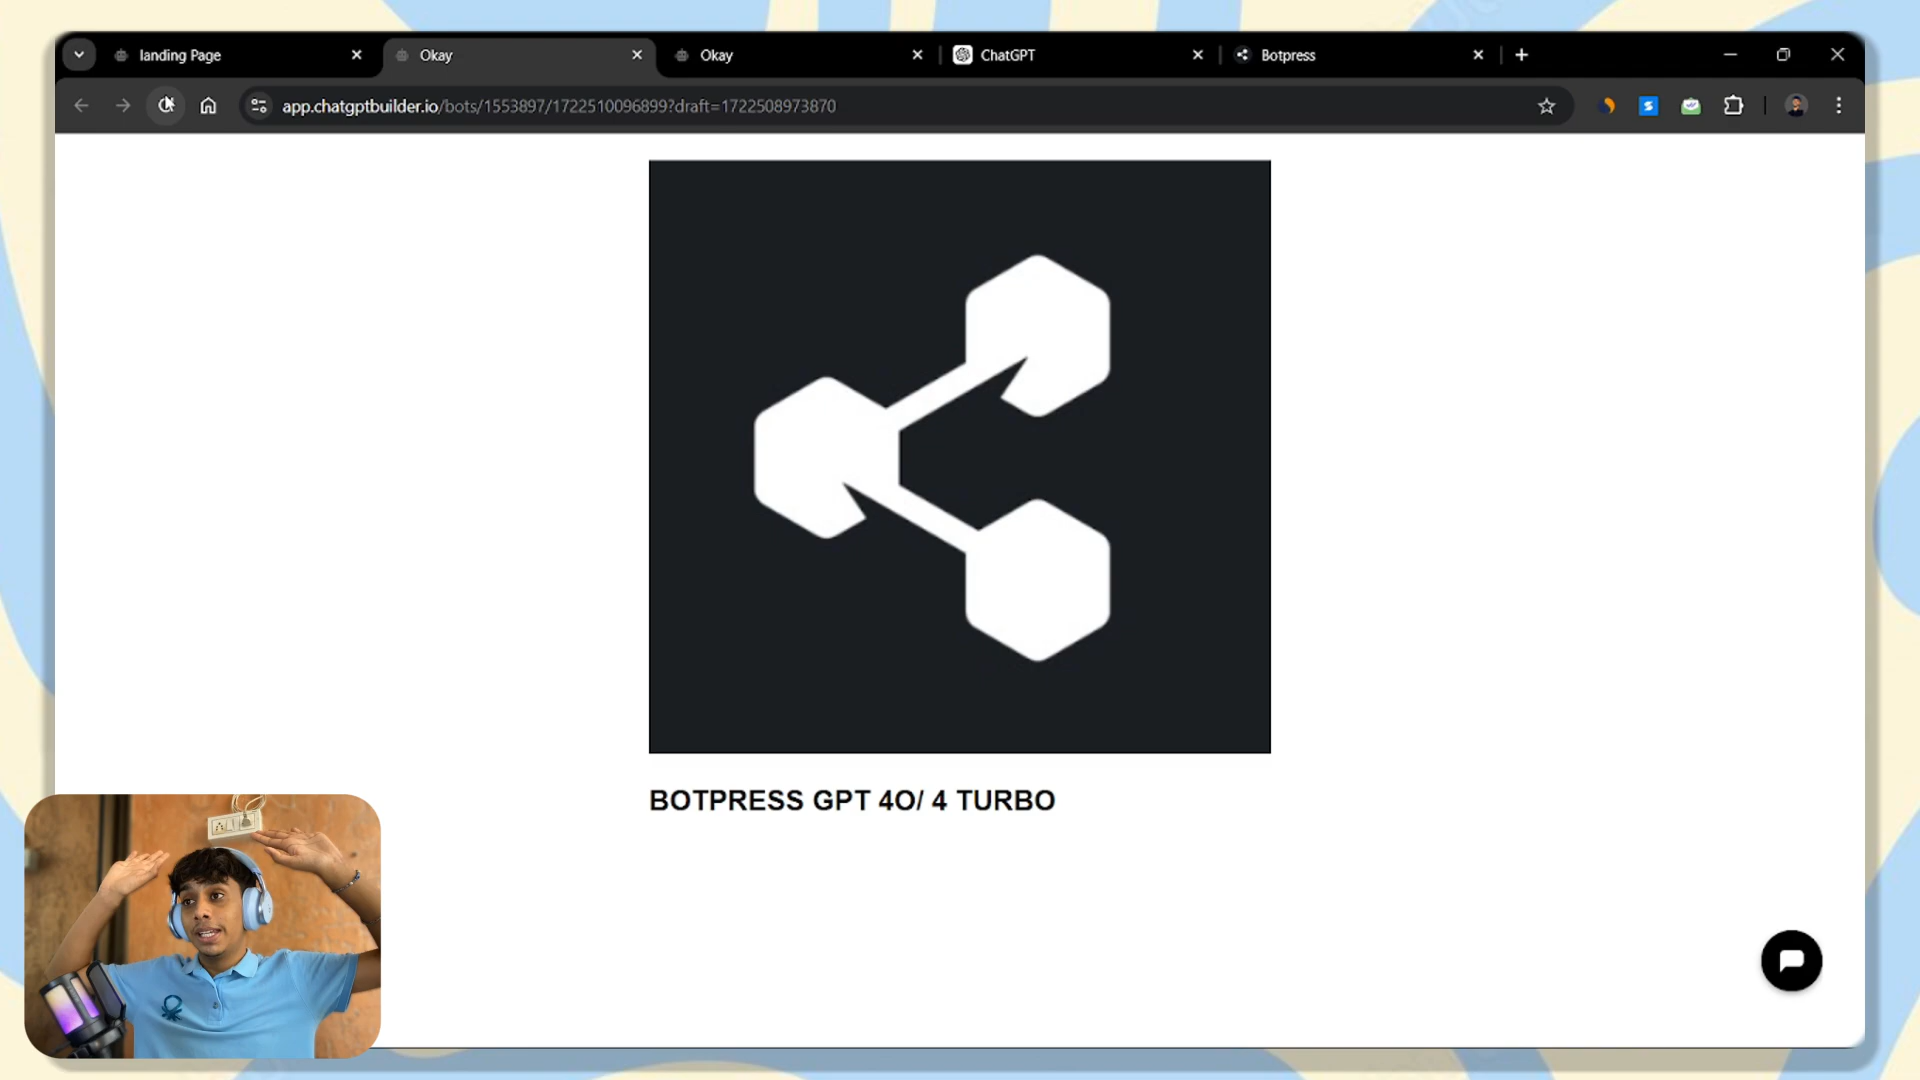 landing Page
Okay
Okay
ChatGPT
Botpress
app.chatgptbuilder.io/bots/1553897/1722510096899?draft=1722508973870
BOTPRESS GPT 4O/ 4 TURBO